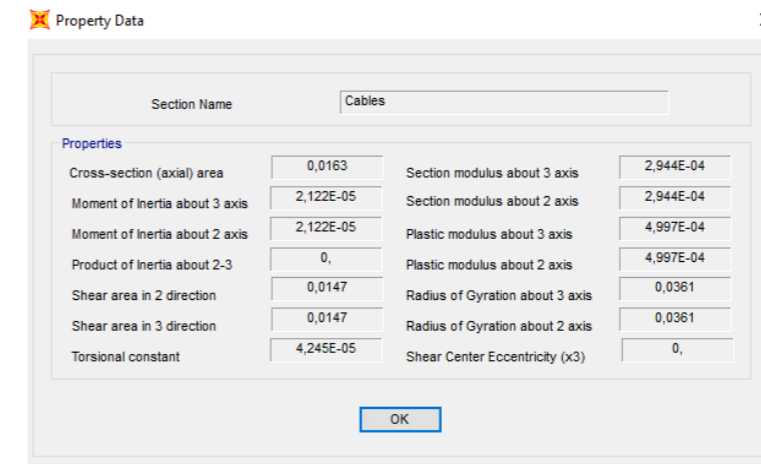 Property Data
Section Name Cables
Properties
Cross-section (axial) area 0,0163 Section modulus about 3 axis 2,944E-04
Moment of Inertia about 3 axis 2,122E-05 Section modulus about 2 axis 2,944E-04
Moment of Inertia about 2 axis 2,122E-05 Plastic modulus about 3 axis 4,997E-04
Product of Inertia about 2-3 0, Plastic modulus about 2 axis 4,997E-04
Shear area in 2 direction 0,0147 Radius of Gyration about 3 axis 0,0361
Shear area in 3 direction 0,0147 Radius of Gyration about 2 axis 0,0361
Torsional constant 4,245E-05 Shear Center Eccentricity (x3) 0,
OK